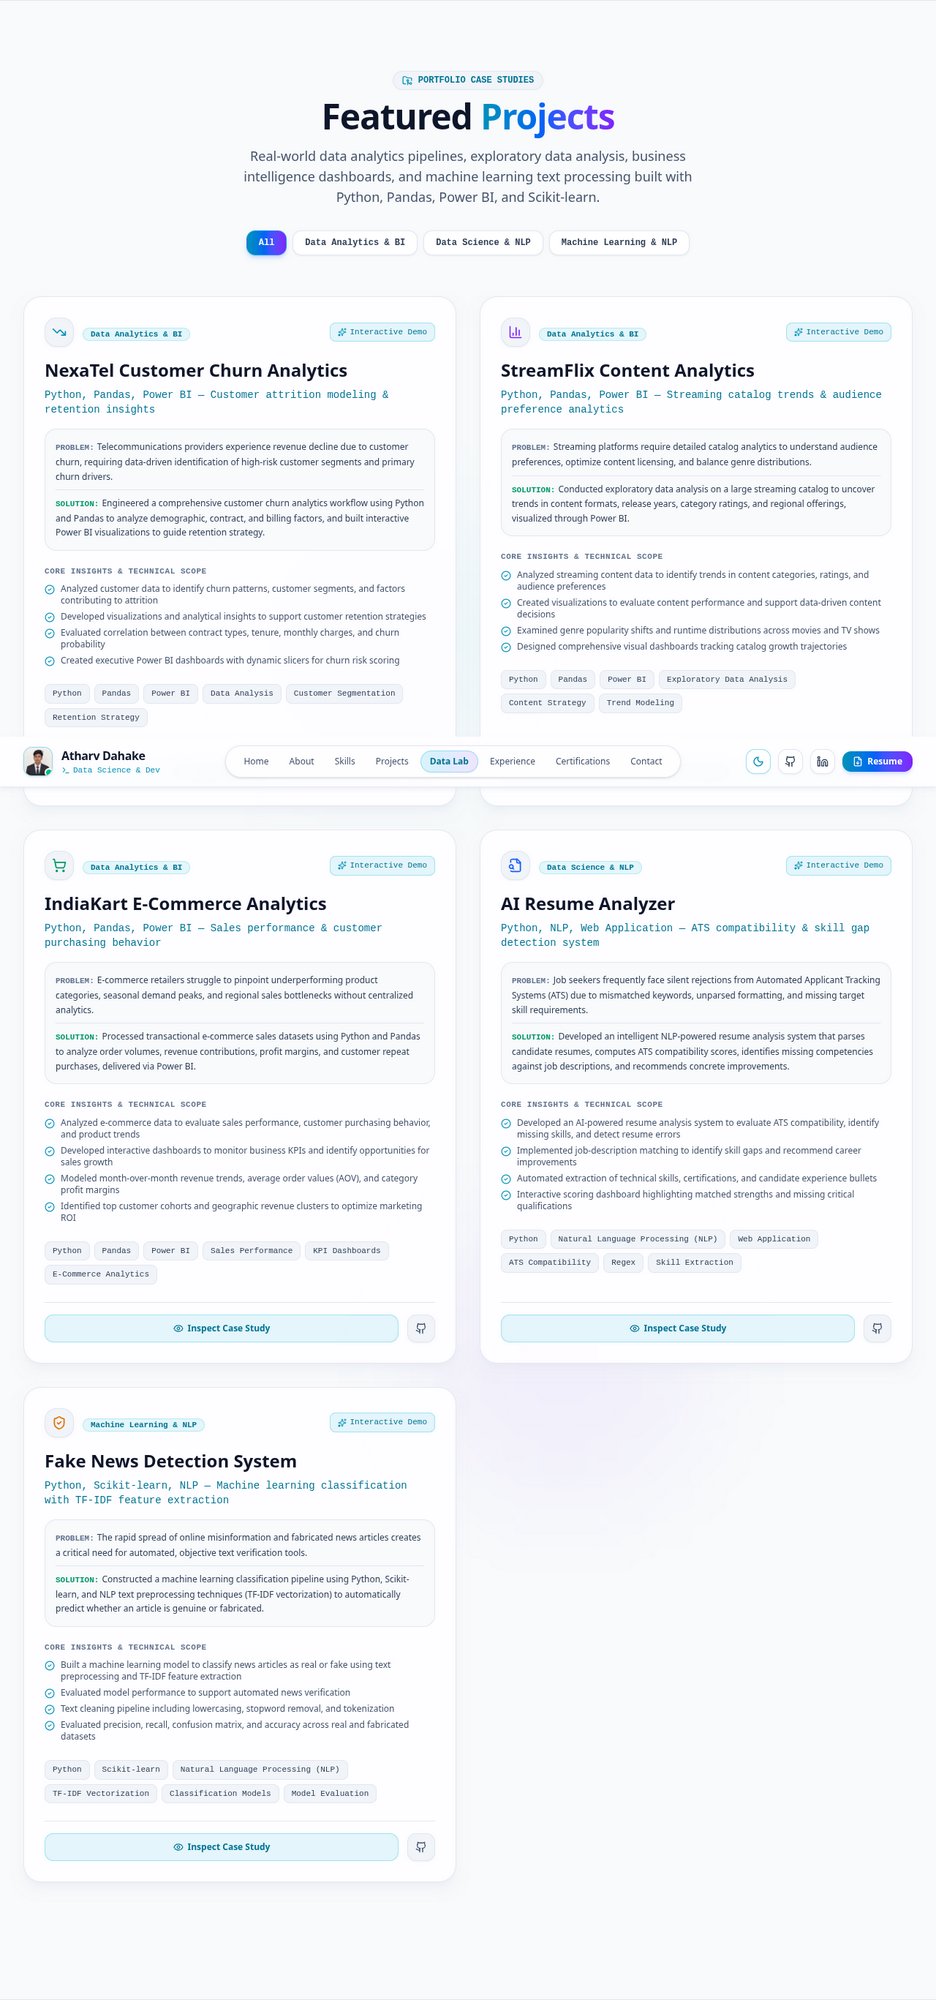 PORTFOLIO CASE STUDIES
Featured Projects
Real-world data analytics pipelines, exploratory data analysis, business
intelligence dashboards, and machine learning text processing built with
Python, Pandas, Power BI, and Scikit-learn.
All
Data Analytics & BI
Data Science & NLP
Machine Learning & NLP
Data Analytics & BI
Interactive Demo
NexaTel Customer Churn Analytics
Python, Pandas, Power BI — Customer attrition modeling &
retention insights
PROBLEM: Telecommunications providers experience revenue decline due to customer
churn, requiring data-driven identification of high-risk customer segments and primary
churn drivers.
SOLUTION: Engineered a comprehensive customer churn analytics workflow using Python
and Pandas to analyze demographic, contract, and billing factors, and built interactive
Power BI visualizations to guide retention strategy.
CORE INSIGHTS & TECHNICAL SCOPE
Analyzed customer data to identify churn patterns, customer segments, and factors
contributing to attrition
Developed visualizations and analytical insights to support customer retention strategies
Evaluated correlation between contract types, tenure, monthly charges, and churn
probability
Created executive Power BI dashboards with dynamic slicers for churn risk scoring
Python
Pandas
Power BI
Data Analysis
Customer Segmentation
Retention Strategy
Data Analytics & BI
Interactive Demo
StreamFlix Content Analytics
Python, Pandas, Power BI — Streaming catalog trends & audience
preference analytics
PROBLEM: Streaming platforms require detailed catalog analytics to understand audience
preferences, optimize content licensing, and balance genre distributions.
SOLUTION: Conducted exploratory data analysis on a large streaming catalog to uncover
trends in content formats, release years, category ratings, and regional offerings,
visualized through Power BI.
CORE INSIGHTS & TECHNICAL SCOPE
Analyzed streaming content data to identify trends in content categories, ratings, and
audience preferences
Created visualizations to evaluate content performance and support data-driven content
decisions
Examined genre popularity shifts and runtime distributions across movies and TV shows
Designed comprehensive visual dashboards tracking catalog growth trajectories
Python
Pandas
Power BI
Exploratory Data Analysis
Content Strategy
Trend Modeling
Atharv Dahake
Data Science & Dev
Home
About
Skills
Projects
Data Lab
Experience
Certifications
Contact
Resume
Data Analytics & BI
Interactive Demo
IndiaKart E-Commerce Analytics
Python, Pandas, Power BI — Sales performance & customer
purchasing behavior
PROBLEM: E-commerce retailers struggle to pinpoint underperforming product
categories, seasonal demand peaks, and regional sales bottlenecks without centralized
analytics.
SOLUTION: Processed transactional e-commerce sales datasets using Python and Pandas
to analyze order volumes, revenue contributions, profit margins, and customer repeat
purchases, delivered via Power BI.
CORE INSIGHTS & TECHNICAL SCOPE
Analyzed e-commerce data to evaluate sales performance, customer purchasing behavior,
and product trends
Developed interactive dashboards to monitor business KPIs and identify opportunities for
sales growth
Modeled month-over-month revenue trends, average order values (AOV), and category
profit margins
Identified top customer cohorts and geographic revenue clusters to optimize marketing
ROI
Python
Pandas
Power BI
Sales Performance
KPI Dashboards
E-Commerce Analytics
Inspect Case Study
Data Science & NLP
Interactive Demo
AI Resume Analyzer
Python, NLP, Web Application — ATS compatibility & skill gap
detection system
PROBLEM: Job seekers frequently face silent rejections from Automated Applicant Tracking
Systems (ATS) due to mismatched keywords, unparsed formatting, and missing target
skill requirements.
SOLUTION: Developed an intelligent NLP-powered resume analysis system that parses
candidate resumes, computes ATS compatibility scores, identifies missing competencies
against job descriptions, and recommends concrete improvements.
CORE INSIGHTS & TECHNICAL SCOPE
Developed an AI-powered resume analysis system to evaluate ATS compatibility, identify
missing skills, and detect resume errors
Implemented job-description matching to identify skill gaps and recommend career
improvements
Automated extraction of technical skills, certifications, and candidate experience bullets
Interactive scoring dashboard highlighting matched strengths and missing critical
qualifications
Python
Natural Language Processing (NLP)
Web Application
ATS Compatibility
Regex
Skill Extraction
Inspect Case Study
Machine Learning & NLP
Interactive Demo
Fake News Detection System
Python, Scikit-learn, NLP — Machine learning classification
with TF-IDF feature extraction
PROBLEM: The rapid spread of online misinformation and fabricated news articles creates
a critical need for automated, objective text verification tools.
SOLUTION: Constructed a machine learning classification pipeline using Python, Scikit-
learn, and NLP text preprocessing techniques (TF-IDF vectorization) to automatically
predict whether an article is genuine or fabricated.
CORE INSIGHTS & TECHNICAL SCOPE
Built a machine learning model to classify news articles as real or fake using text
preprocessing and TF-IDF feature extraction
Evaluated model performance to support automated news verification
Text cleaning pipeline including lowercasing, stopword removal, and tokenization
Evaluated precision, recall, confusion matrix, and accuracy across real and fabricated
datasets
Python
Scikit-learn
Natural Language Processing (NLP)
TF-IDF Vectorization
Classification Models
Model Evaluation
Inspect Case Study